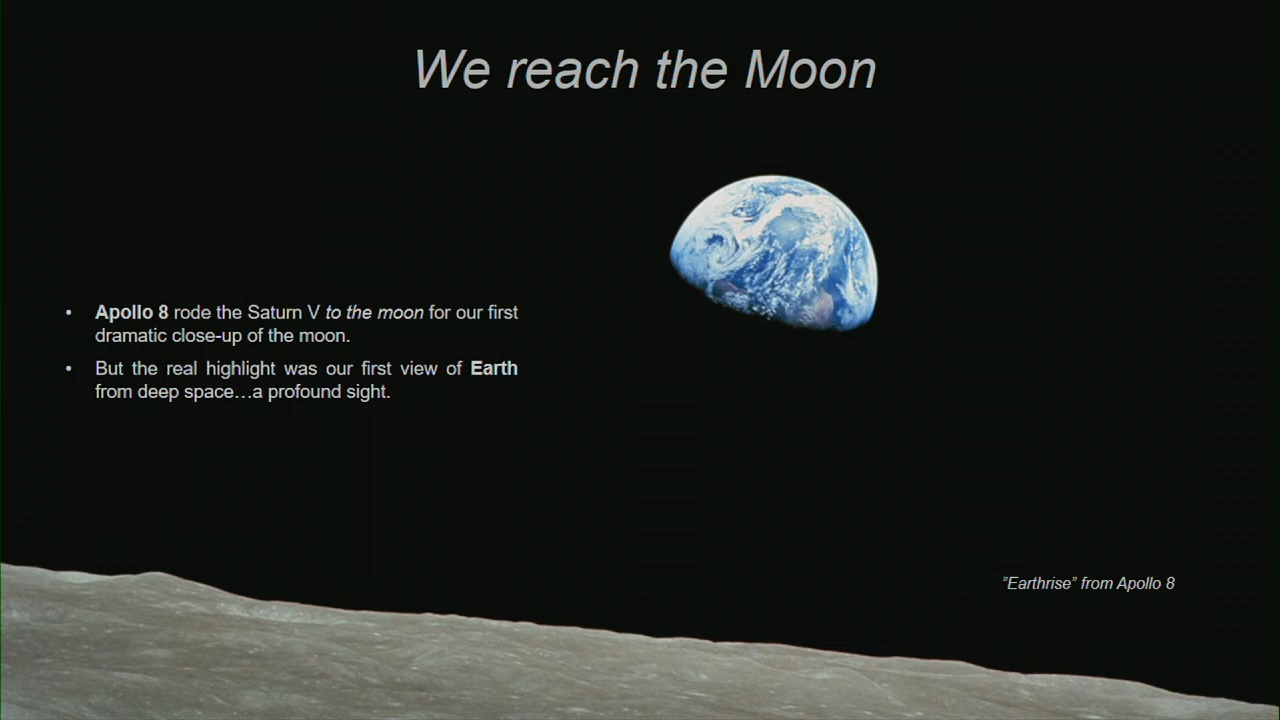 We reach the Moon
• Apollo 8 rode the Saturn V to the moon for our first
dramatic close-up of the moon.
• But the real highlight was our first view of Earth
from deep space…a profound sight.
”Earthrise” from Apollo 8